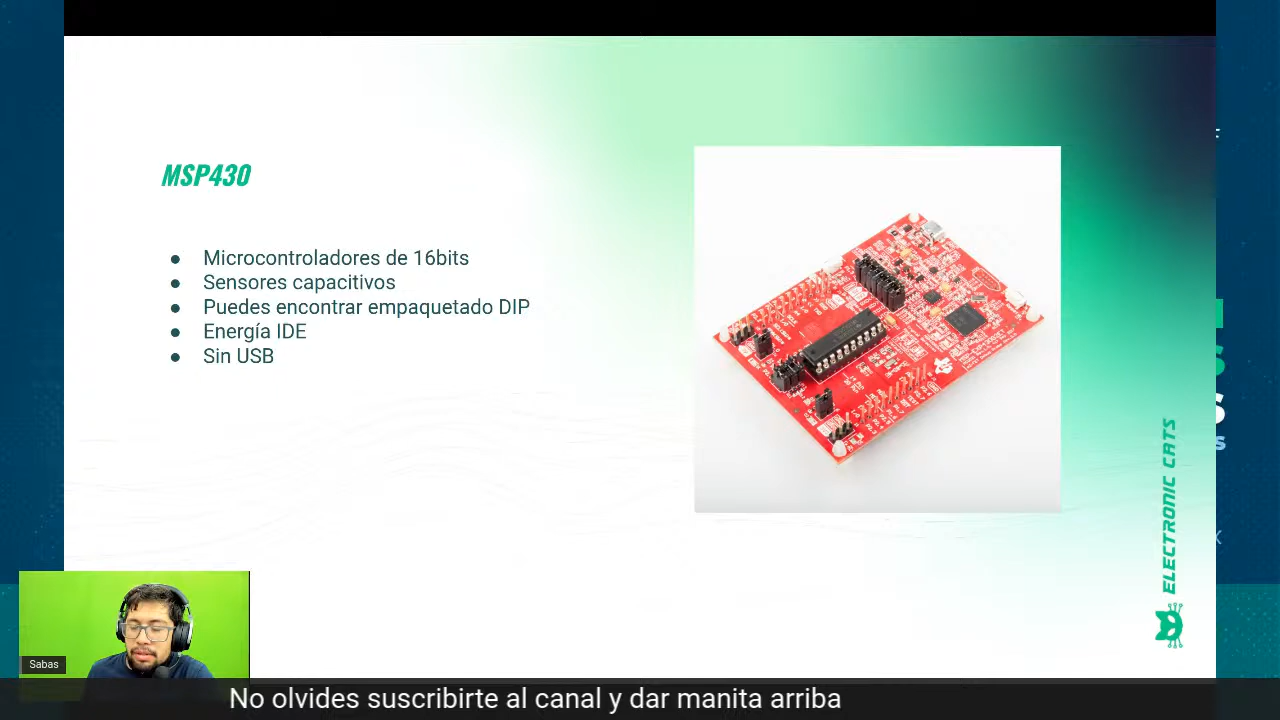 MSP430
● Microcontroladores de 16bits
● Sensores capacitivos
● Puedes encontrar empaquetado DIP
● Energía IDE
● Sin USB
ELECTRONIC CATS
Sabas
No olvides suscribirte al canal y dar manita arriba